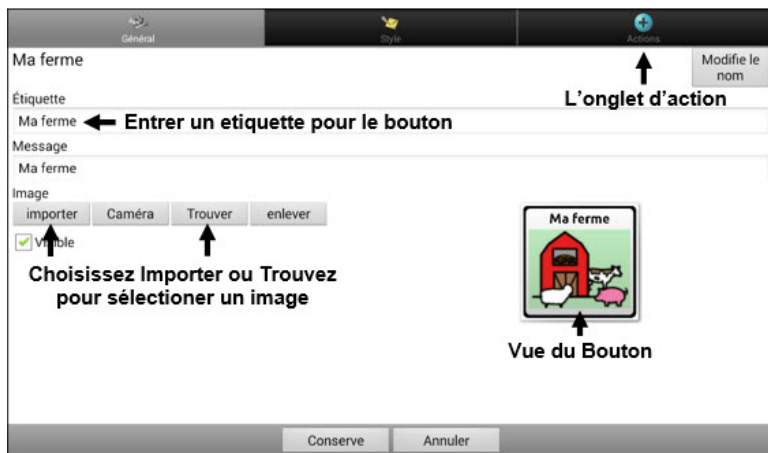 Général
Style
Actions
Ma ferme
Modifie le
nom
L'onglet d'action
Étiquette
Ma ferme
Entrer un etiquette pour le bouton
Message
Ma ferme
Image
importer
Caméra
Trouver
enlever
Visible
Ma ferme
Choisissez Importer ou Trouvez
pour sélectioner un image
Vue du Bouton
Conserve
Annuler